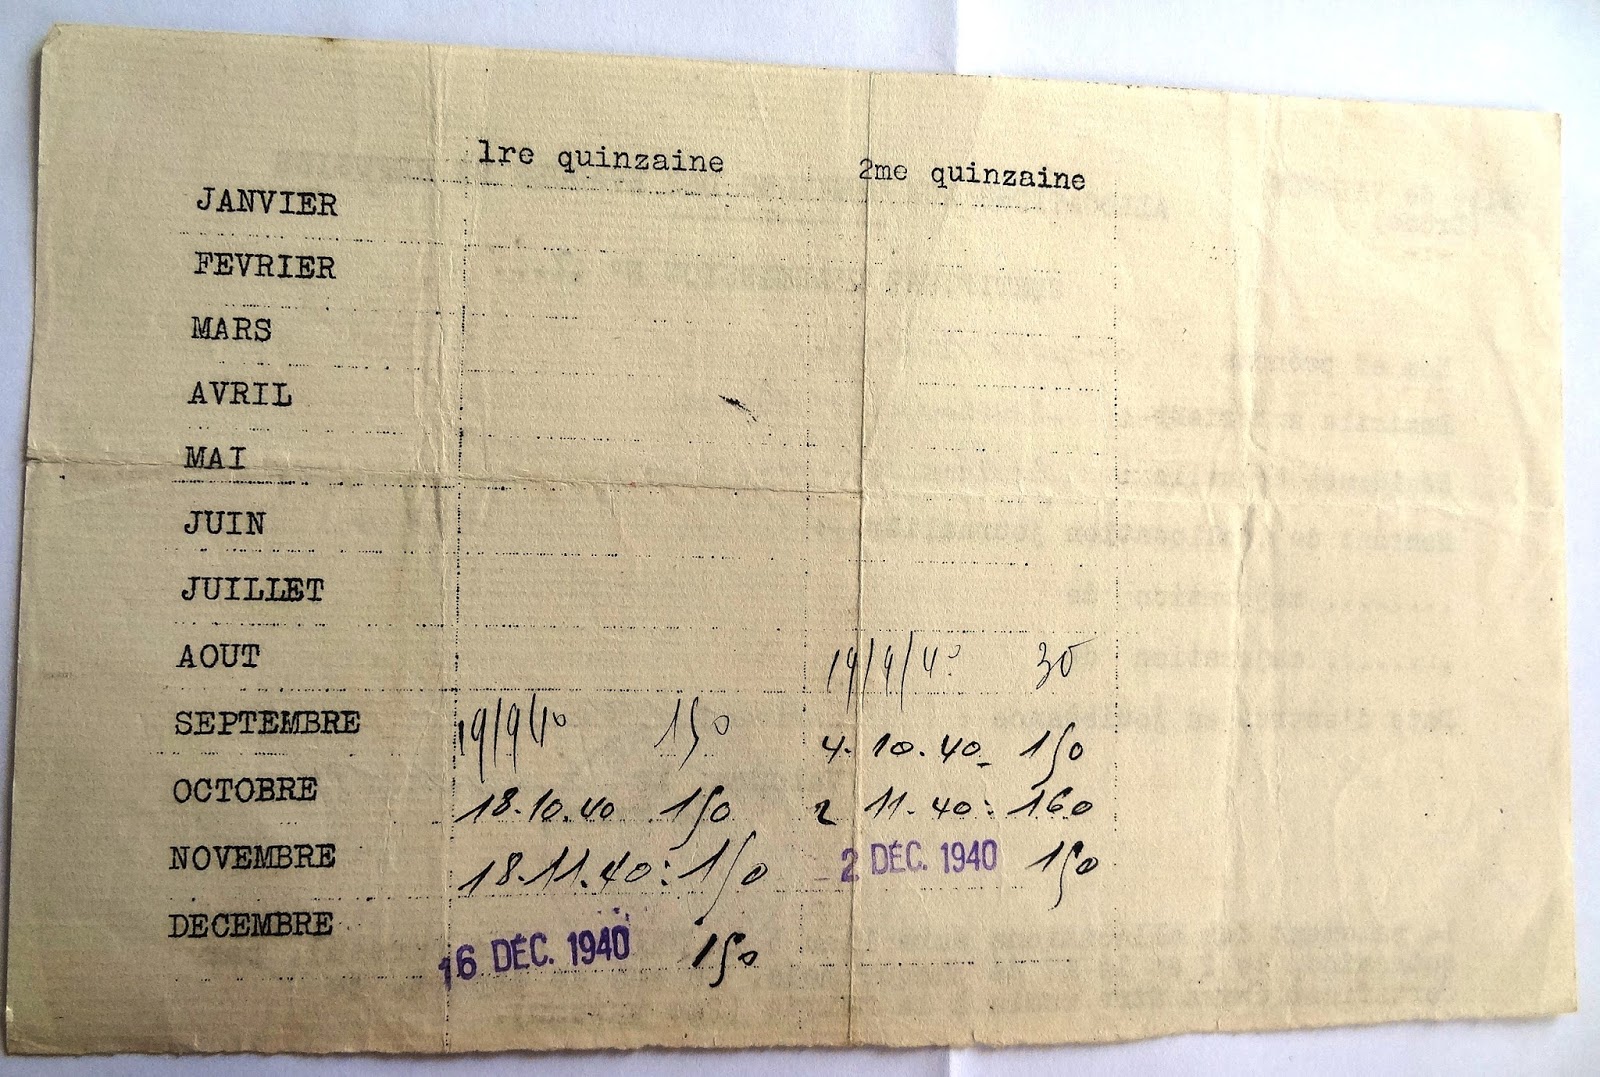 1re quinzaine 2me quinzaine
JANVIER
FEVRIER
MARS
AVRIL
MAI
JUIN
JUILLET
AOUT 19/9/40 30
SEPTEMBRE 19/9/40 150 4.10.40 150
OCTOBRE 18.10.40 150 2 11.40: 160
NOVEMBRE 18.11.40: 150 2 DÉC. 1940 150
DECEMBRE 16 DÉC. 1940 150